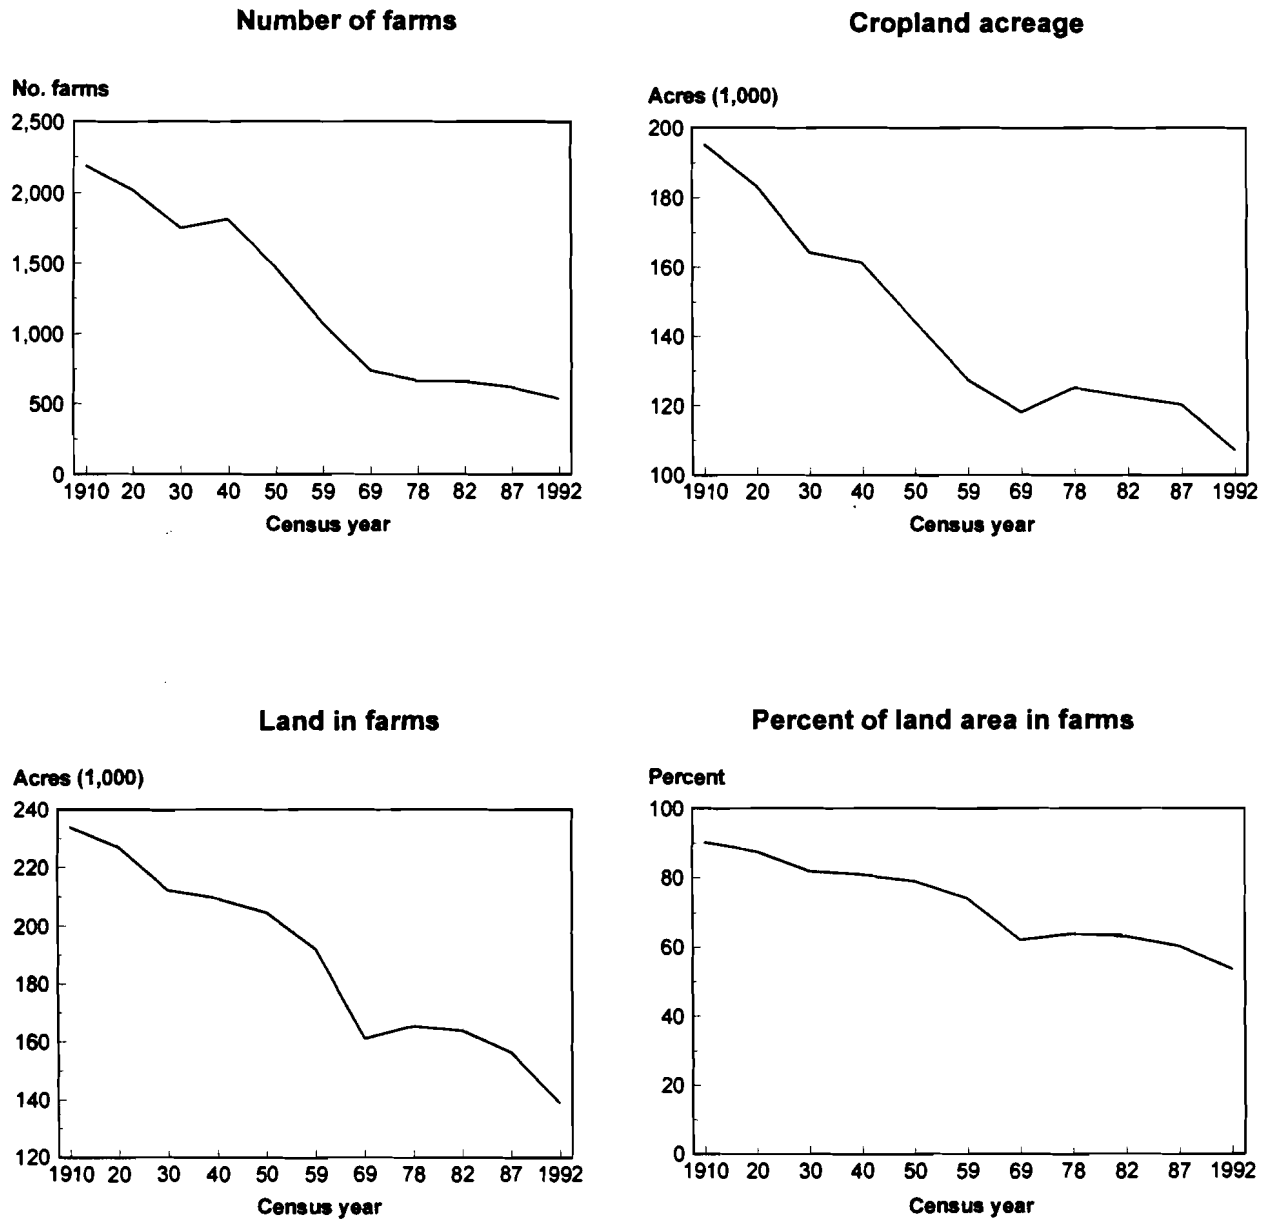 Number of farms
No. farms
2,500
2,000
1,500
1,000
500
0
1910 20 30 40 50 59 69 78 82 87 1992
Census year
Cropland acreage
Acres (1,000)
200
180
160
140
120
100
1910 20 30 40 50 59 69 78 82 87 1992
Census year
Land in farms
Acres (1,000)
240
220
200
180
160
140
120
1910 20 30 40 50 59 69 78 82 87 1992
Census year
Percent of land area in farms
Percent
100
80
60
40
20
0
1910 20 30 40 50 59 69 78 82 87 1992
Census year